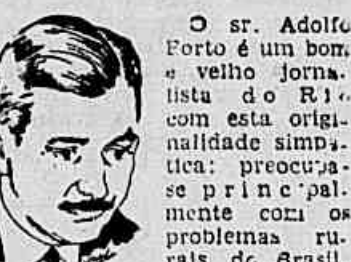 O sr. Adolfo
Porto é um bom
e velho jorna-
lista do Rio
com esta origi-
nalidade simpá-
tica: preocupa-
se principal-
mente com os
problemas ru-
rais do Brasil.